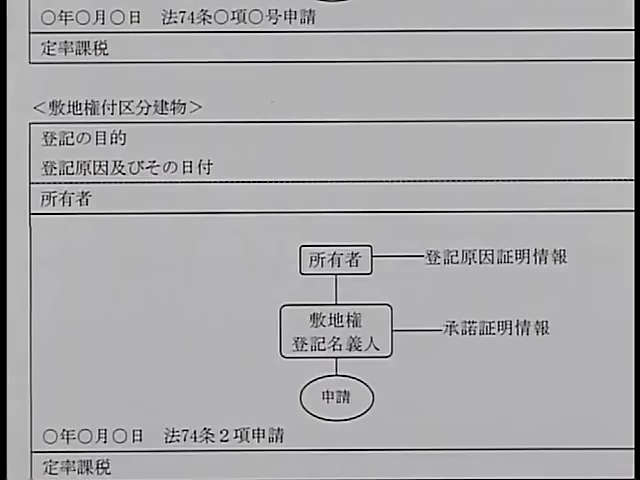 ○年○月○日　法74条○項○号申請
定率課税
＜敷地権付区分建物＞
登記の目的
登記原因及びその日付
所有者
所有者
登記原因証明情報
敷地権
登記名義人
承諾証明情報
申請
○年○月○日　法74条２項申請
定率課税